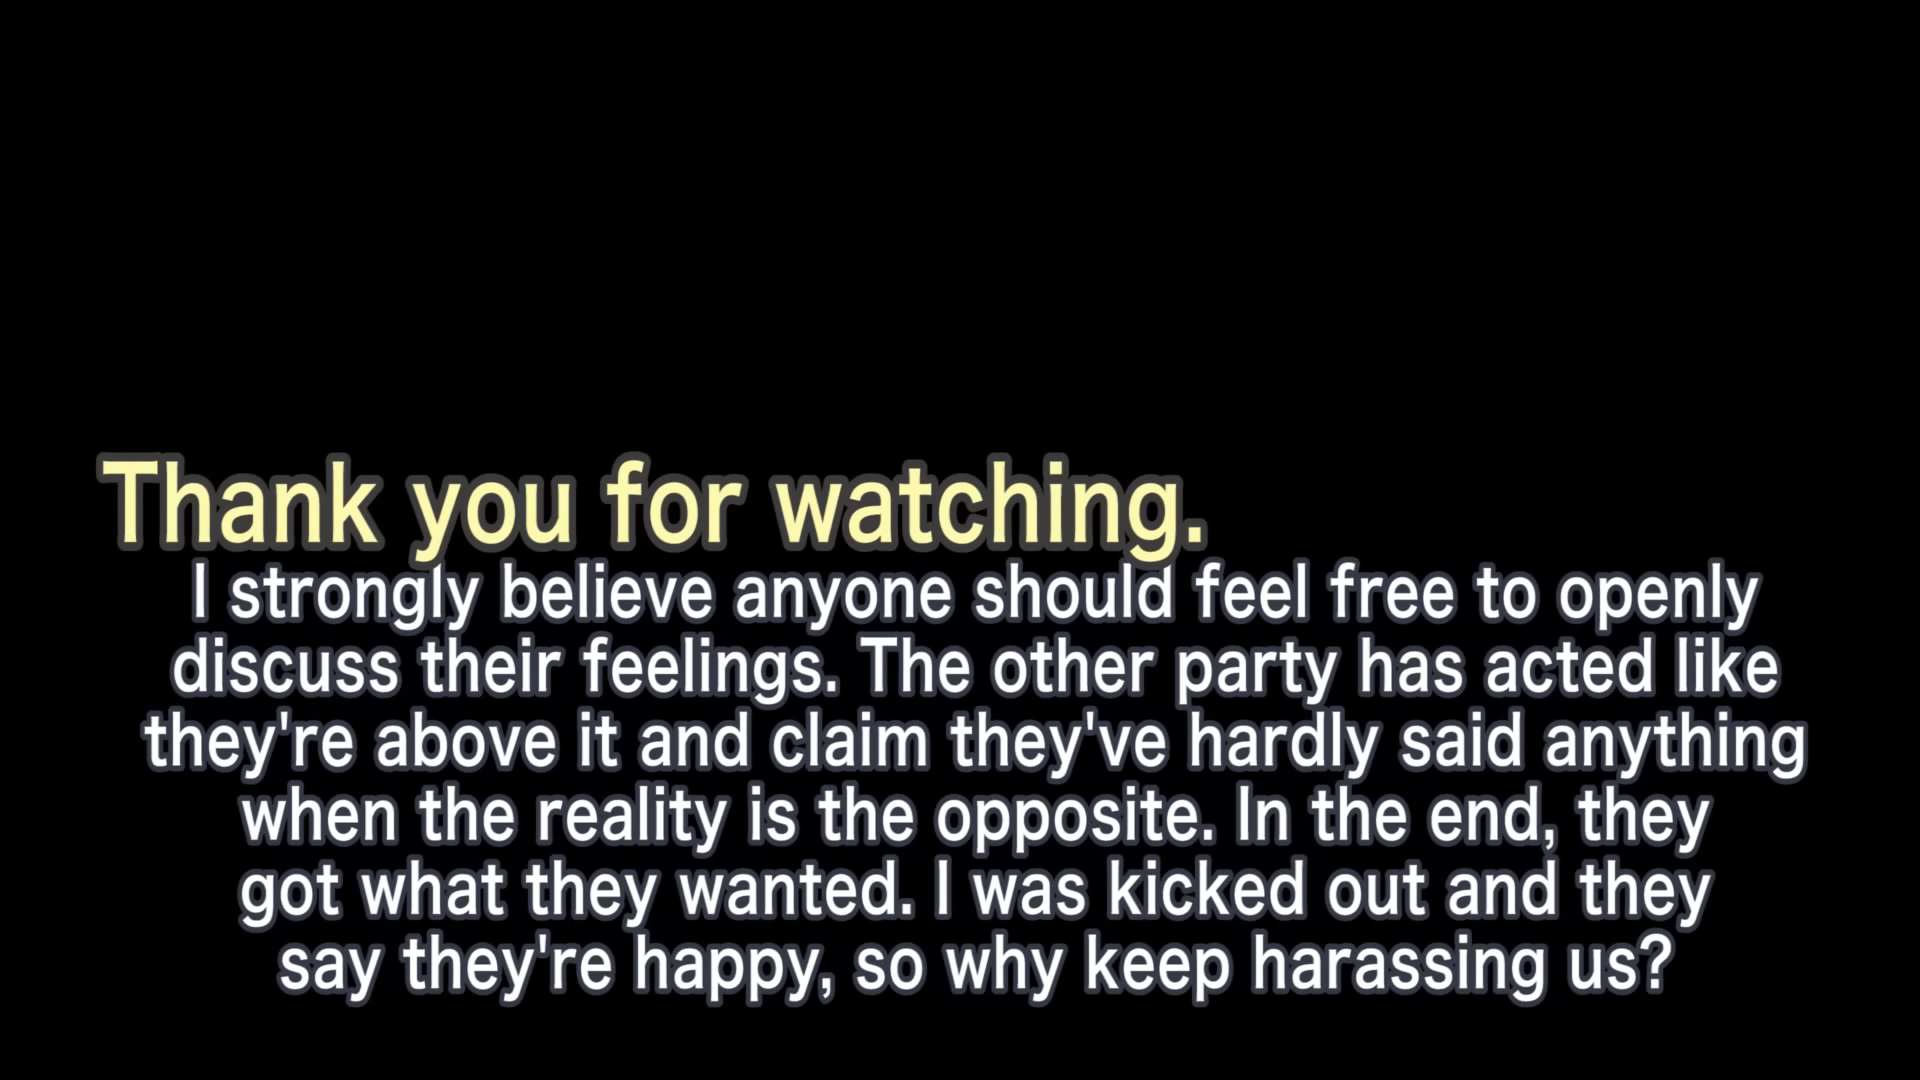 Thank you for watching.
I strongly believe anyone should feel free to openly
discuss their feelings. The other party has acted like
they're above it and claim they've hardly said anything
when the reality is the opposite. In the end, they
got what they wanted. I was kicked out and they
say they're happy, so why keep harassing us?